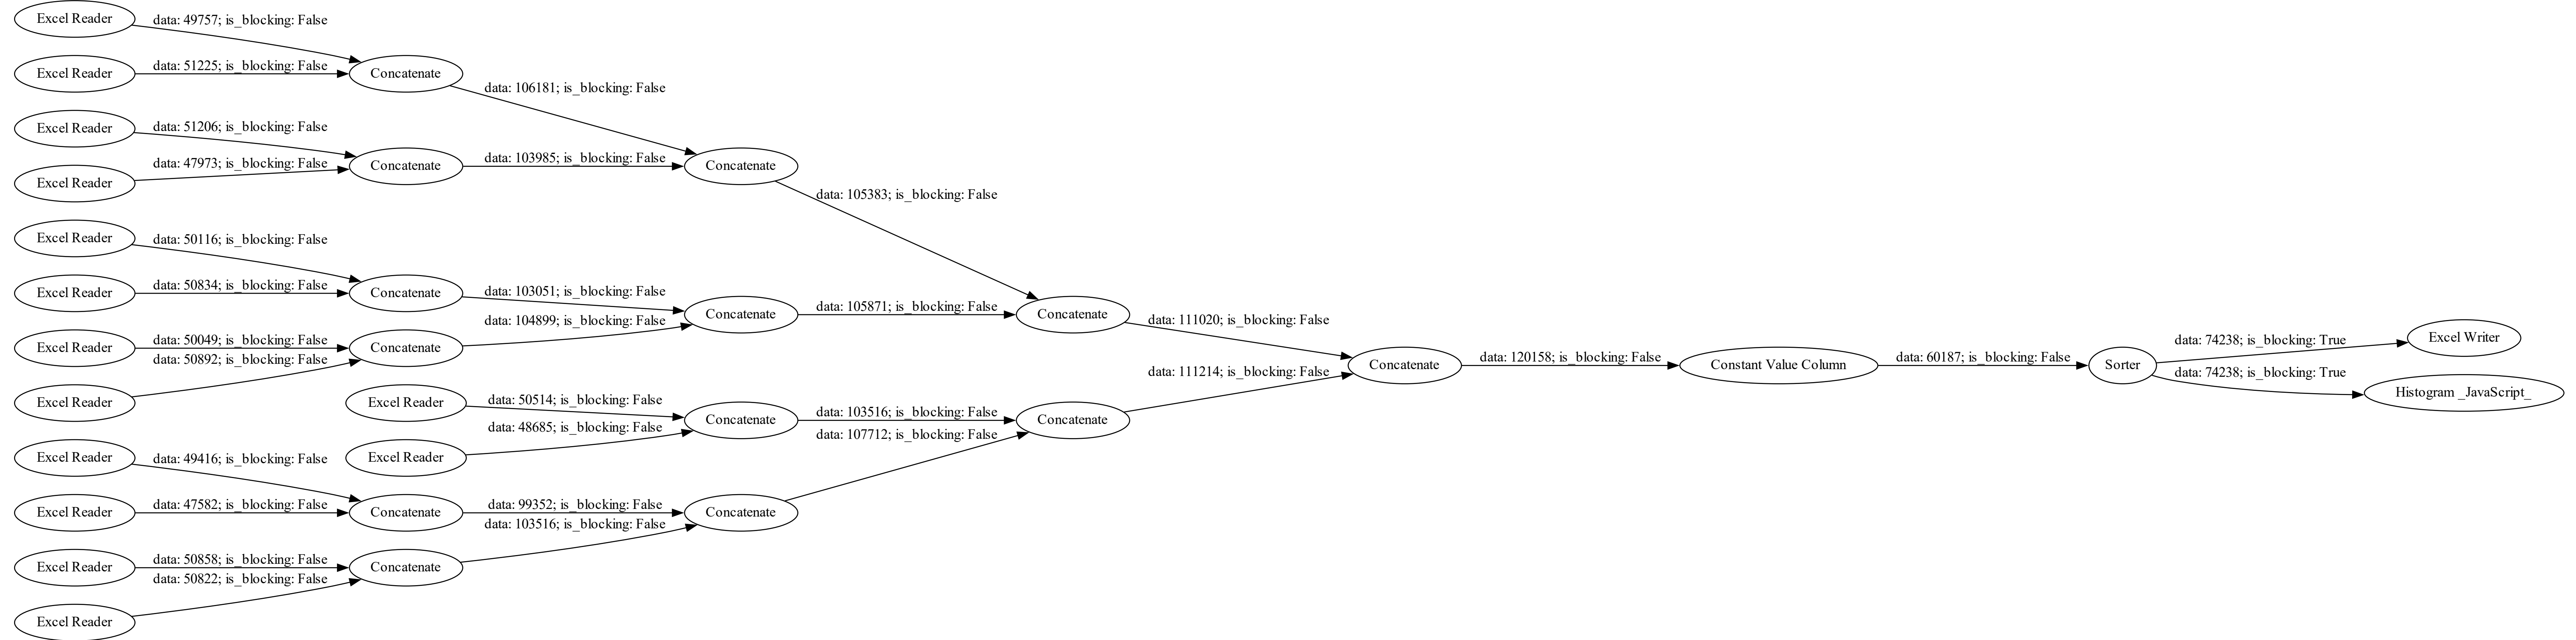 Excel Reader
data: 49757; is_blocking: False
Excel Reader
data: 51225; is_blocking: False
Concatenate
data: 106181; is_blocking: False
Excel Reader
data: 51206; is_blocking: False
Excel Reader
data: 47973; is_blocking: False
Concatenate
data: 103985; is_blocking: False
Concatenate
data: 105383; is_blocking: False
Excel Reader
data: 50116; is_blocking: False
Excel Reader
data: 50834; is_blocking: False
Concatenate
data: 103051; is_blocking: False
Excel Reader
data: 50049; is_blocking: False
Excel Reader
data: 50892; is_blocking: False
Concatenate
data: 104899; is_blocking: False
Concatenate
data: 105871; is_blocking: False
Concatenate
data: 111020; is_blocking: False
Excel Reader
data: 50514; is_blocking: False
Excel Reader
data: 48685; is_blocking: False
Concatenate
data: 103516; is_blocking: False
Excel Reader
data: 49416; is_blocking: False
Excel Reader
data: 47582; is_blocking: False
Concatenate
data: 99352; is_blocking: False
Excel Reader
data: 50858; is_blocking: False
Excel Reader
data: 50822; is_blocking: False
Concatenate
data: 103516; is_blocking: False
Concatenate
data: 107712; is_blocking: False
Concatenate
data: 111214; is_blocking: False
Concatenate
data: 120158; is_blocking: False
Constant Value Column
data: 60187; is_blocking: False
Sorter
data: 74238; is_blocking: True
Excel Writer
data: 74238; is_blocking: True
Histogram _JavaScript_